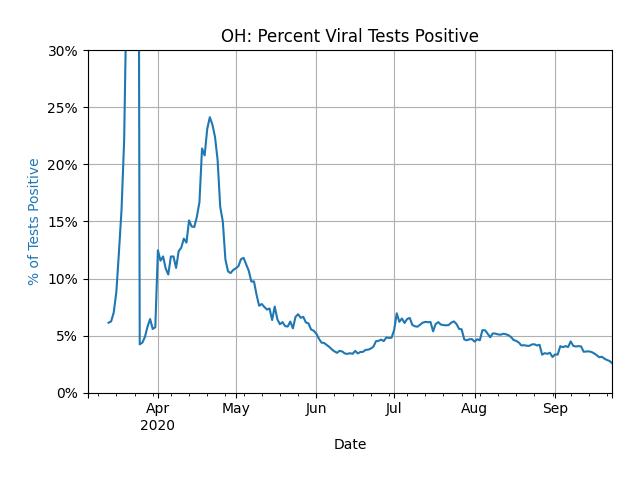 OH: Percent Viral Tests Positive
30%
25%
20%
15%
10%
5%
0%
% of Tests Positive
Apr
2020
May
Jun
Jul
Aug
Sep
Date